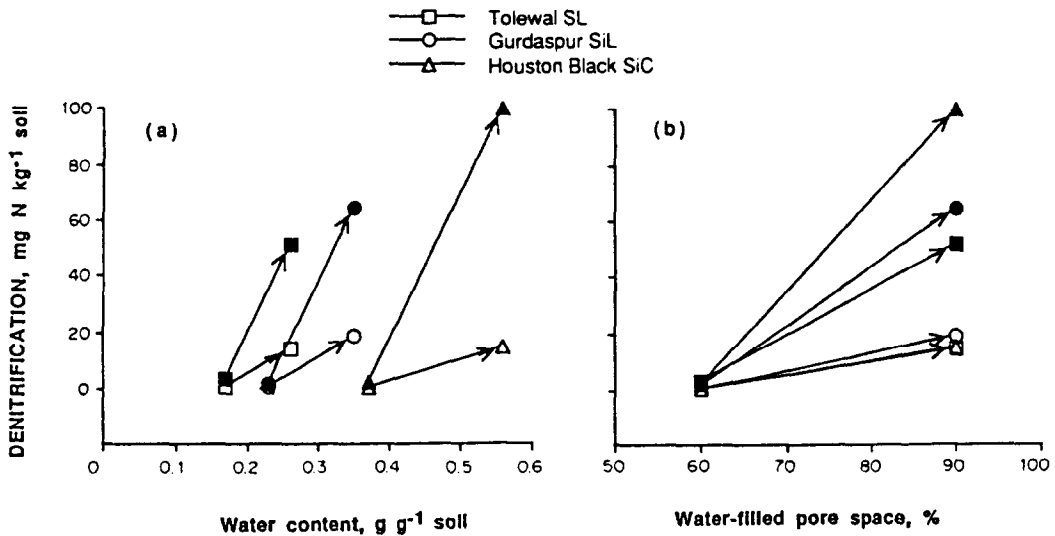 Tolewal SL
Gurdaspur SiL
Houston Black SiC
DENITRIFICATION, mg N kg-1 soil
100
80
60
40
20
0
(a)
(b)
0
0.1
0.2
0.3
0.4
0.5
0.6
50
60
70
80
90
100
Water content, g g-1 soil
Water-filled pore space, %